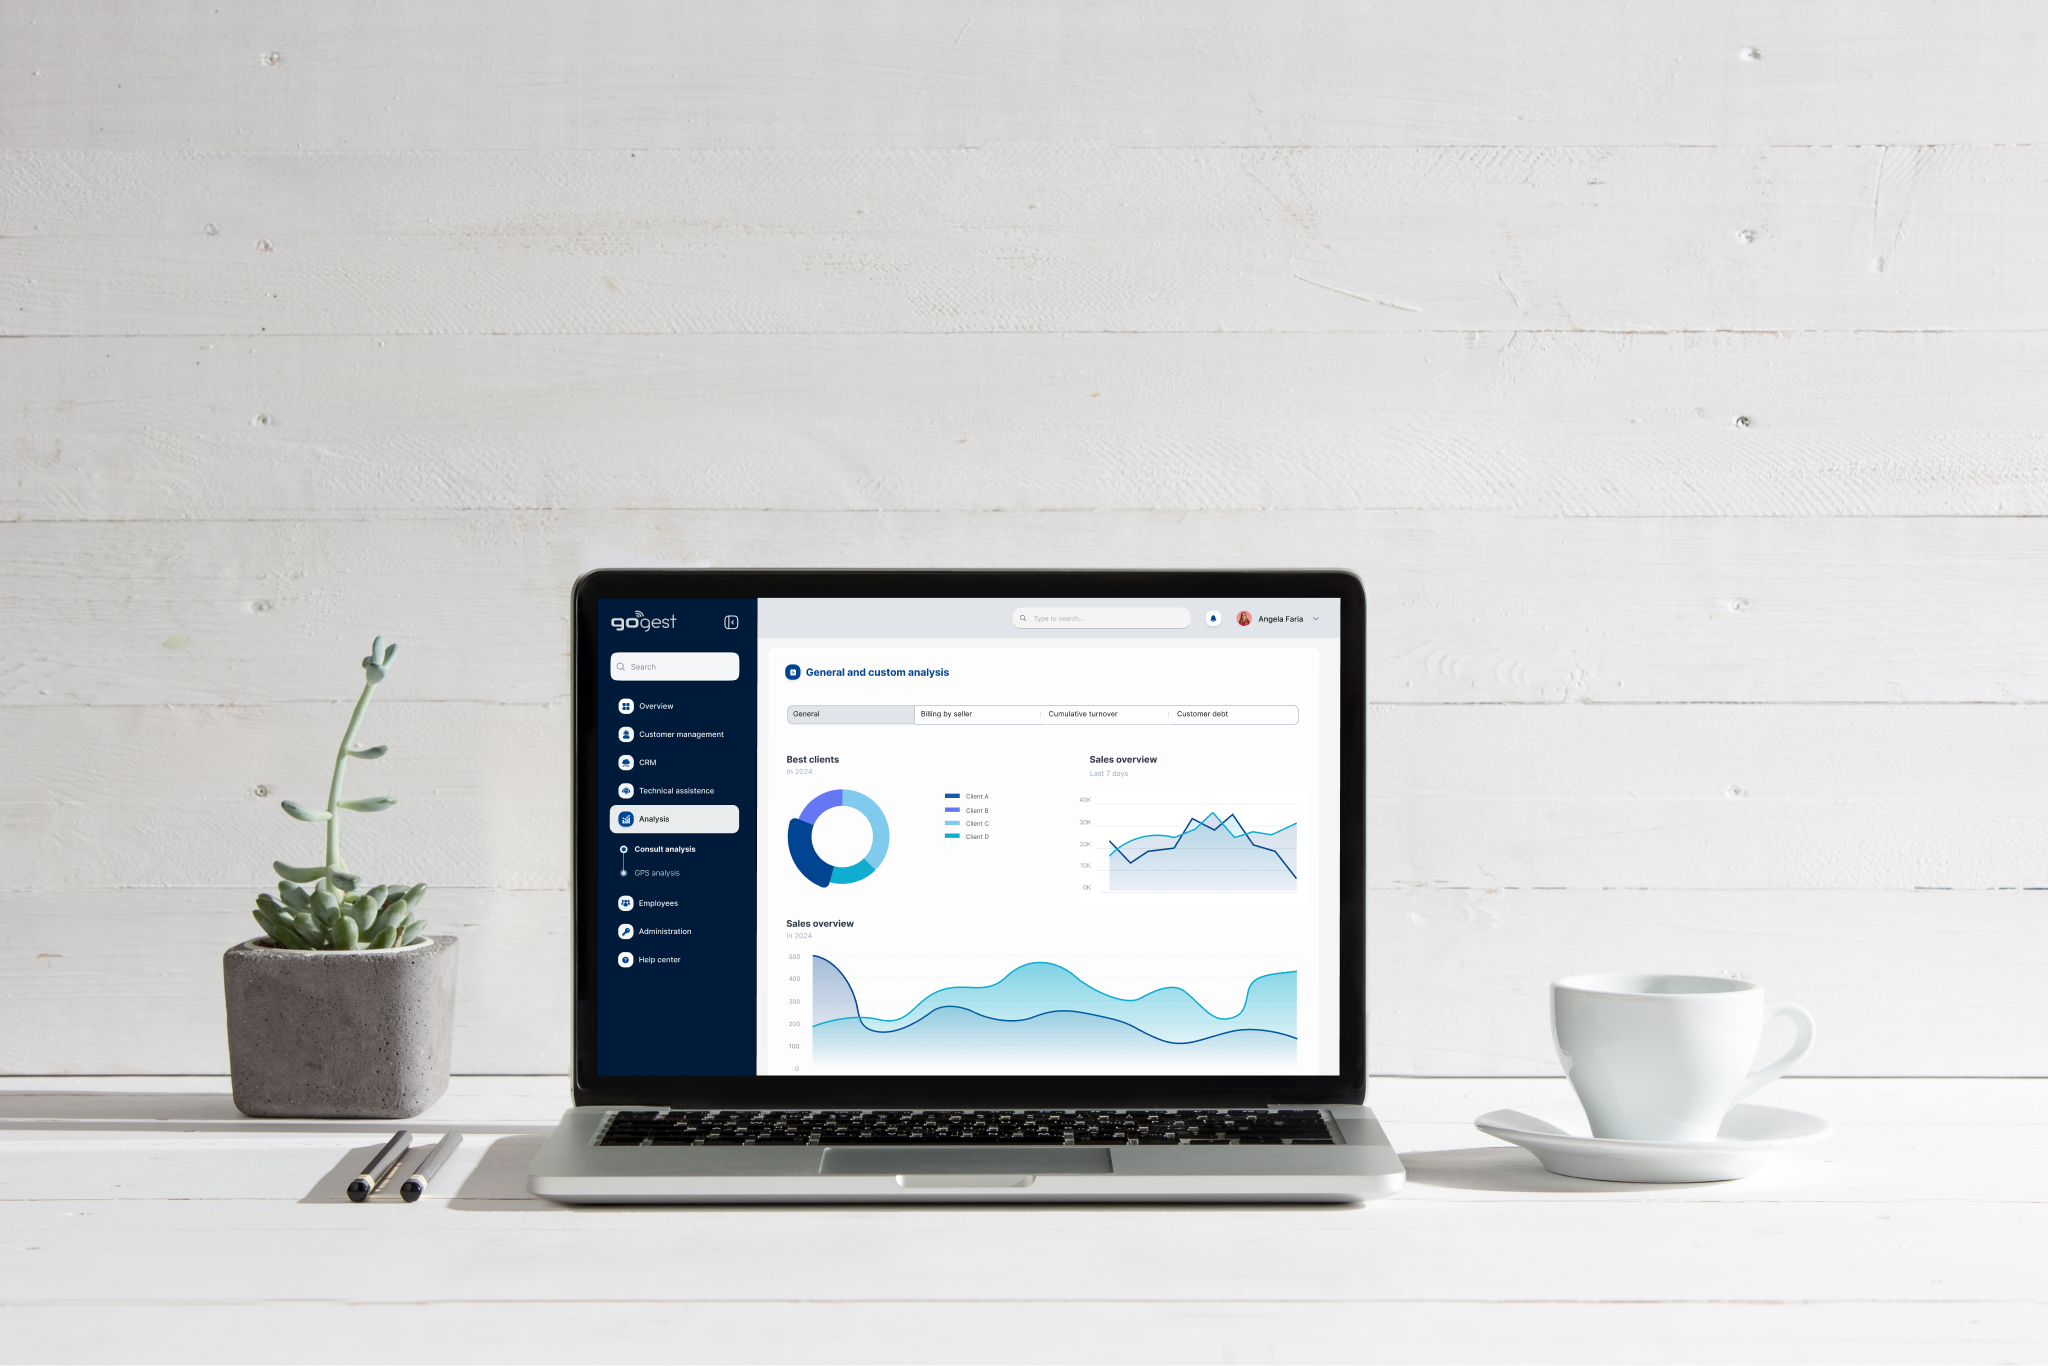 gogest
Search
Overview
Customer management
CRM
Technical assistence
Analysis
Consult analysis
GPS analysis
Employees
Administration
Help center
Type to search...
Angela Faria
General and custom analysis
General
Billing by seller
Cumulative turnover
Customer debt
Best clients
In 2024
Client A
Client B
Client C
Client D
Sales overview
Last 7 days
40K
30K
20K
10K
0K
Sales overview
In 2024
500
400
300
200
100
0